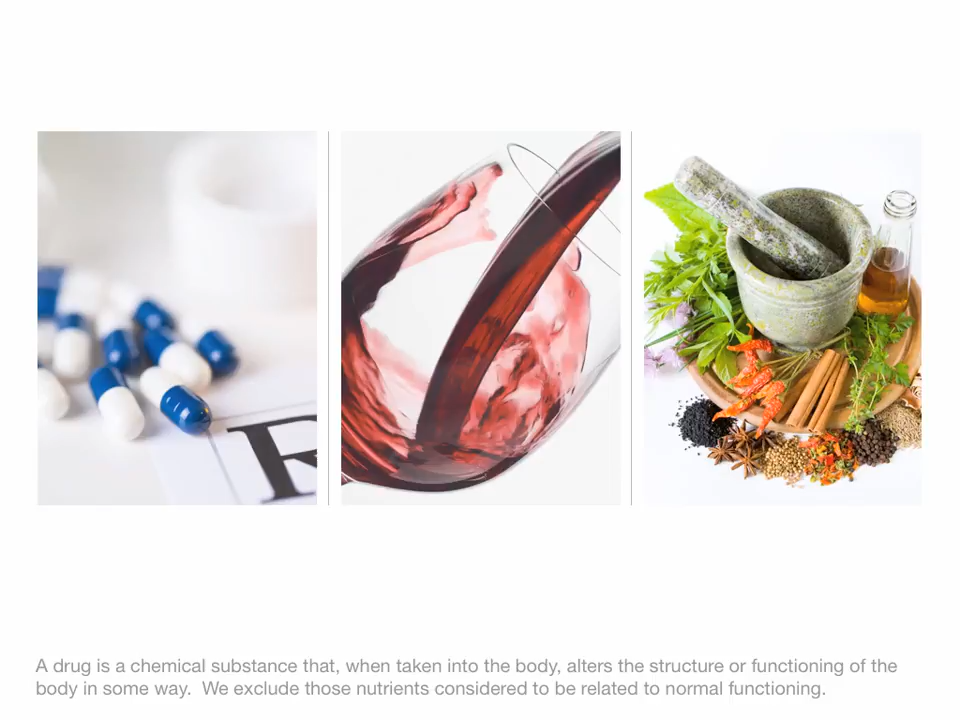 R
A drug is a chemical substance that, when taken into the body, alters the structure or functioning of the
body in some way.  We exclude those nutrients considered to be related to normal functioning.